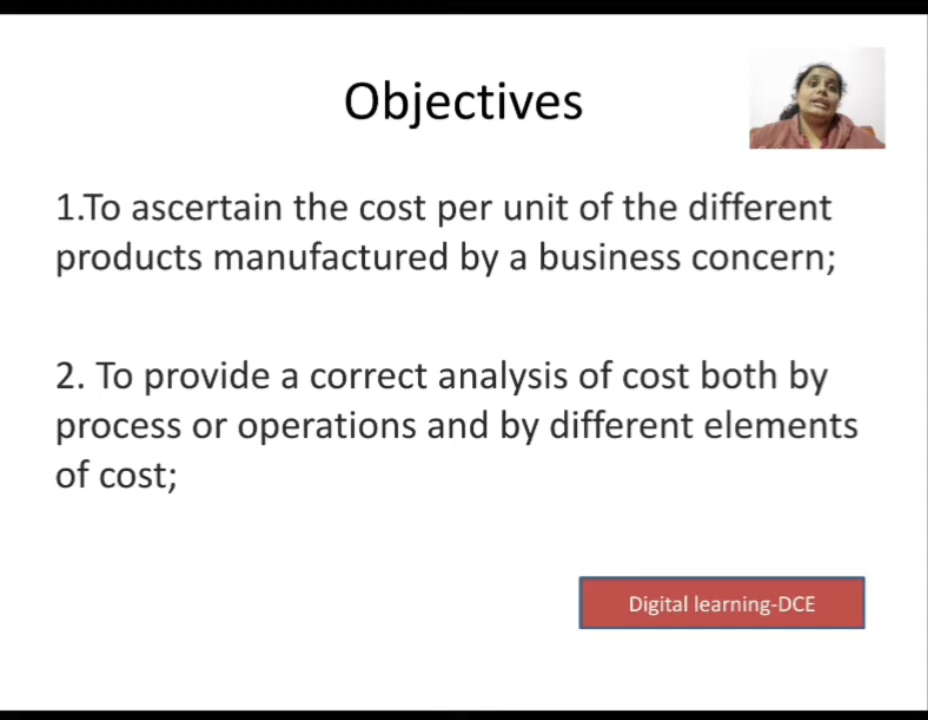 Objectives
1.To ascertain the cost per unit of the different
products manufactured by a business concern;
2. To provide a correct analysis of cost both by
process or operations and by different elements
of cost;
Digital learning-DCE